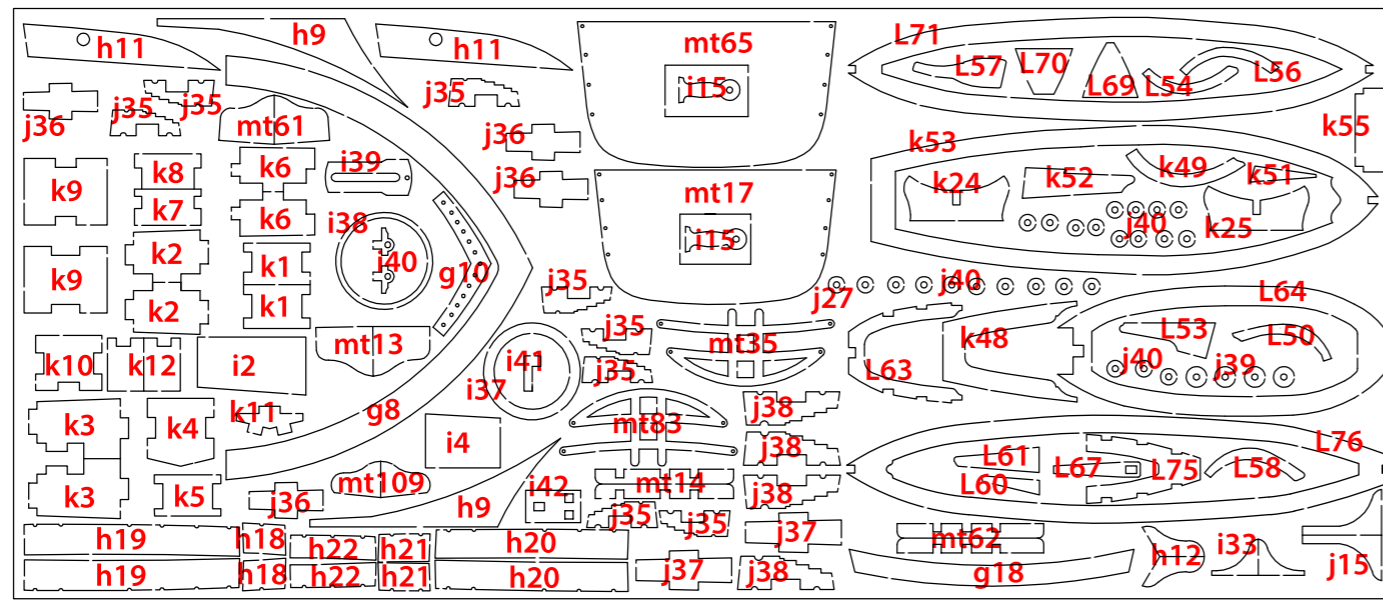 h11
h9
h11
mt65
L71
L57
L70
L69
L54
L56
i15
j36
j35
j35
j35
mt61
j36
k55
k53
k9
k8
k6
i39
j36
k24
k52
k49
k51
k7
k6
mt17
i38
j40
k25
k2
i40
g10
i15
k9
k1
j35
j27
j40
L64
k2
k1
mt13
j35
mt35
k48
L53
L50
k10
k12
i2
i41
i37
j35
L63
j40
j39
k11
g8
k3
k4
i4
mt83
j38
j38
L76
L61
L67
L75
L58
L60
k3
k5
j36
mt109
h9
i42
mt14
j38
j35
j35
j37
mt62
h19
h18
h22
h21
h20
h12
i33
j15
h19
h18
h22
h21
h20
j37
j38
g18